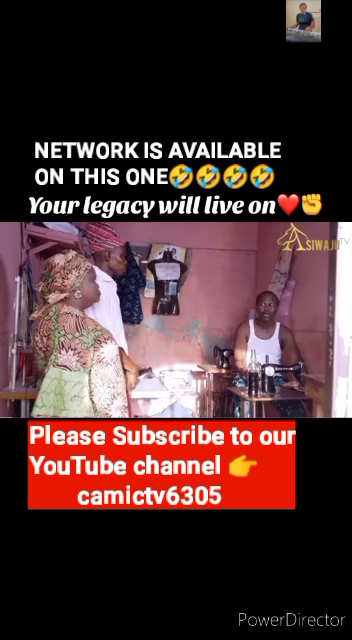 NETWORK IS AVAILABLE
ON THIS ONE🤣🤣🤣🤣
Your legacy will live on❤️✊
ASIWAJU TV
Please Subscribe to our
YouTube channel 👉
camictv6305
PowerDirector